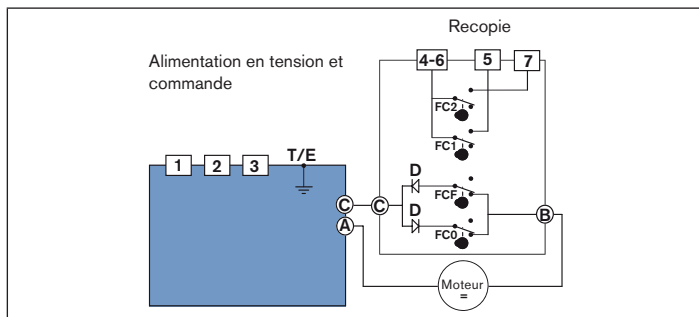 Recopie
Alimentation en tension et
commande
4-6 5 7
FC2
FC1
1 2 3 T/E
D
FCF
C C
D
FC0
B
A
Moteur
=